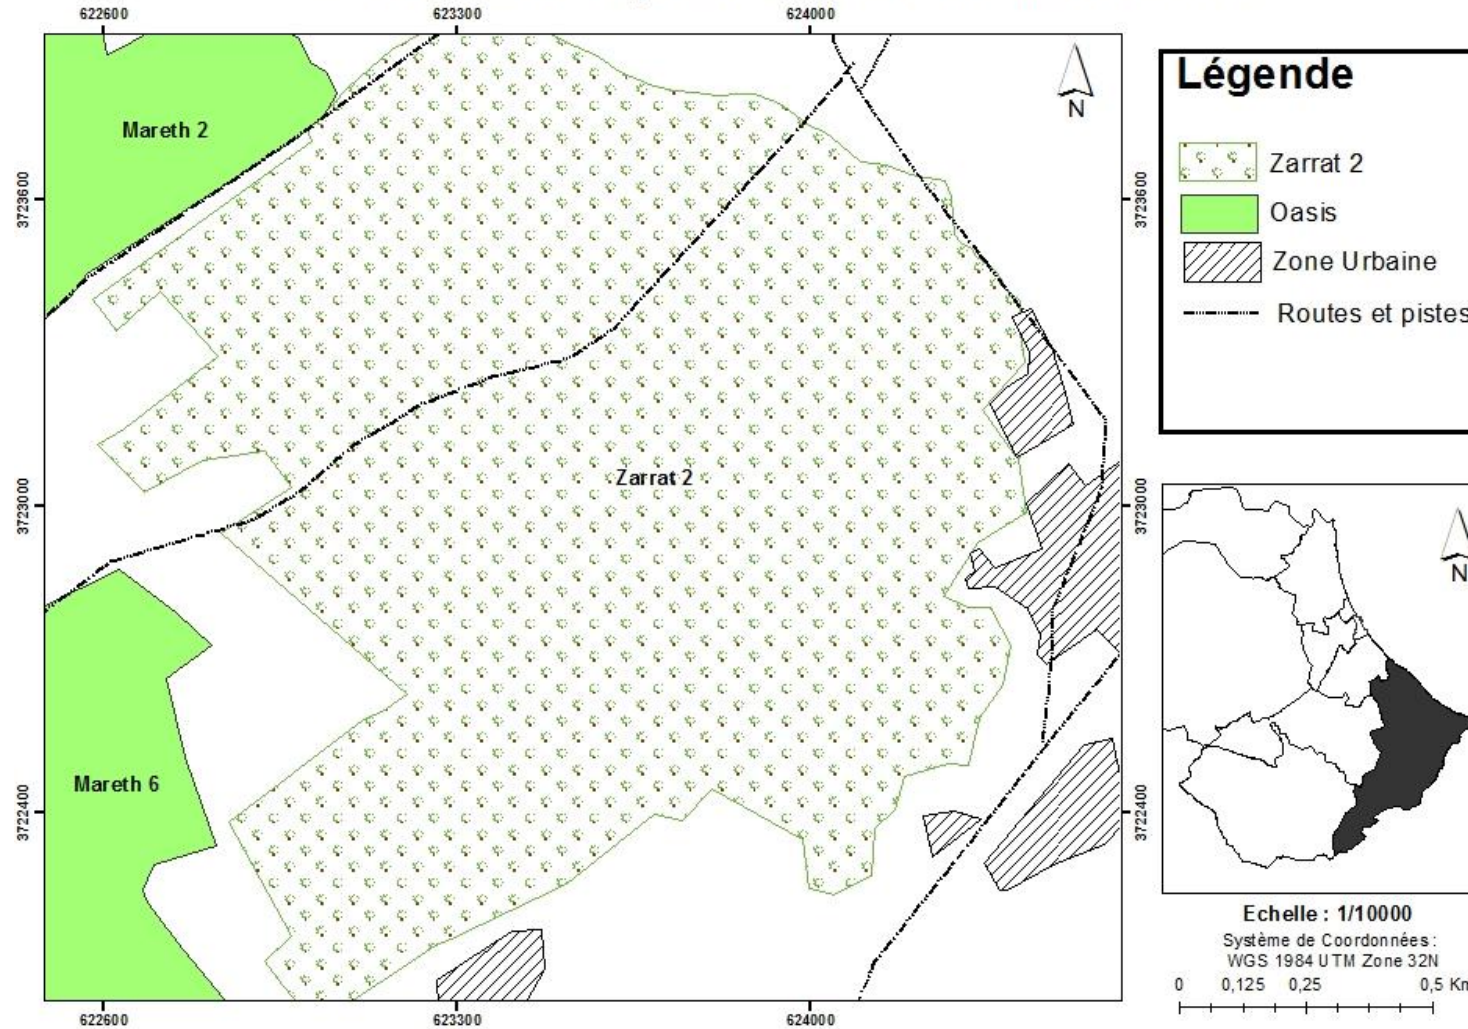 622600
623300
624000
N
Mareth 2
3723600
3723600
Zarrat 2
3723000
3723000
Mareth 6
3722400
3722400
622600
623300
624000
Légende
Zarrat 2
Oasis
Zone Urbaine
Routes et pistes
N
Echelle : 1/10000
Système de Coordonnées :
WGS 1984 UTM Zone 32N
0 0,125 0,25 0,5 Km